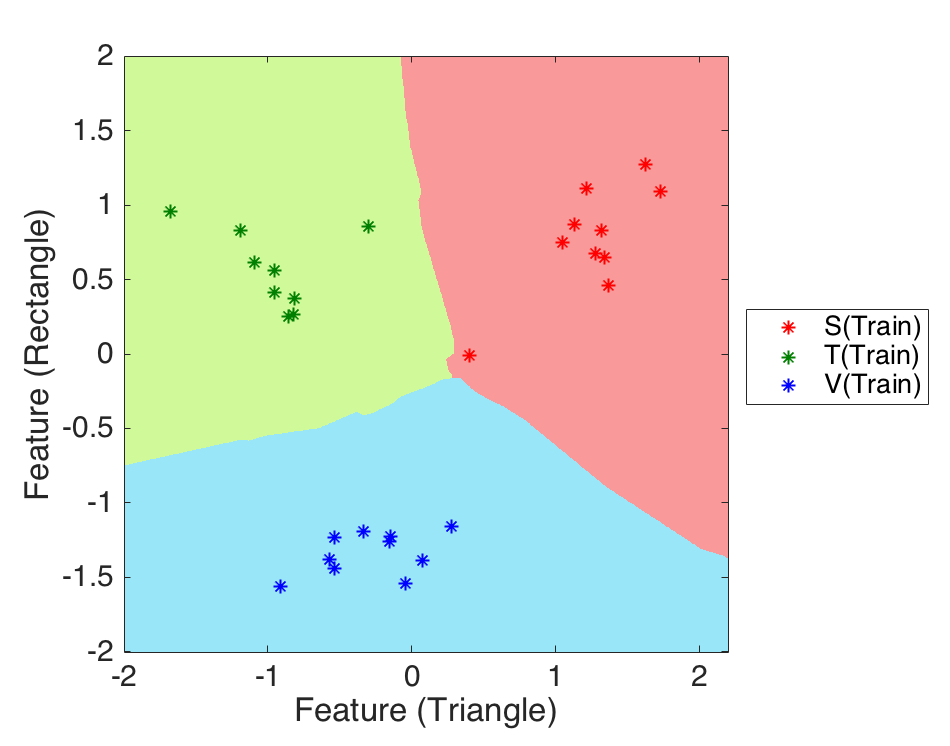 2
1.5
1
0.5
0
-0.5
-1
-1.5
-2
-2 -1 0 1 2
Feature (Rectangle)
Feature (Triangle)
S(Train)
T(Train)
V(Train)